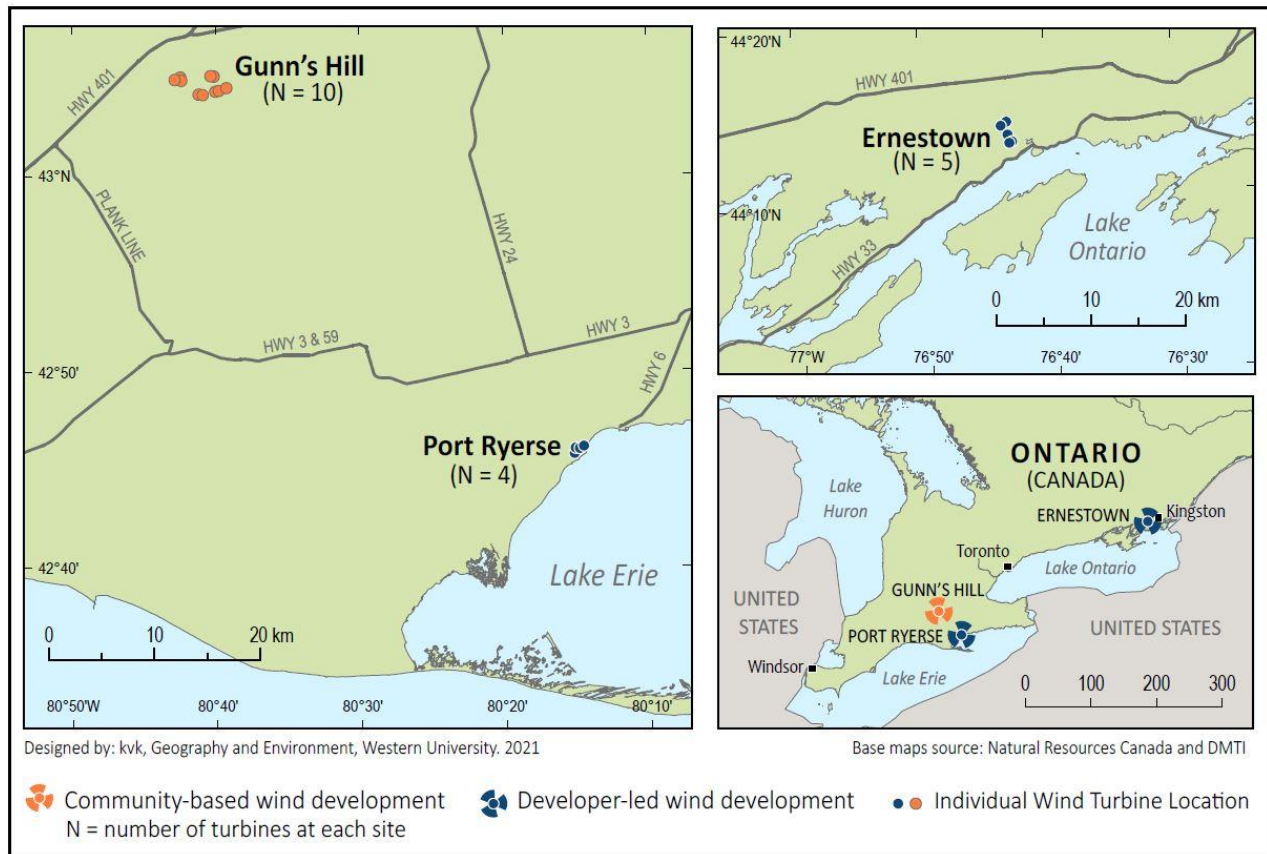 HWY 401
Gunn's Hill
(N = 10)
43°N
PLANK LINE
HWY 24
HWY 3 & 59
HWY 3
HWY 6
42°50'
Port Ryerse
(N = 4)
42°40'
Lake Erie
0 10 20 km
80°50'W 80°40' 80°30' 80°20' 80°10'
44°20'N
HWY 401
Ernestown
(N = 5)
44°10'N
HWY 33
Lake
Ontario
0 10 20 km
77°W 76°50' 76°40' 76°30'
ONTARIO
(CANADA)
Lake
Huron
ERNESTOWN
Kingston
Toronto
Lake Ontario
GUNN'S HILL
UNITED
STATES
PORT RYERSE
UNITED STATES
Windsor
Lake Erie
0 100 200 300
Designed by: kvk, Geography and Environment, Western University. 2021
Base maps source: Natural Resources Canada and DMTI
Community-based wind development
N = number of turbines at each site
Developer-led wind development
Individual Wind Turbine Location